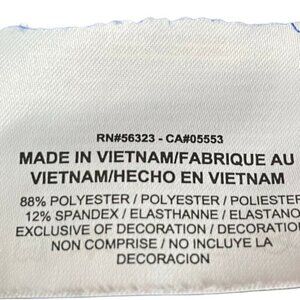 RN#56323 - CA#05553
MADE IN VIETNAM/FABRIQUE AU
VIETNAM/HECHO EN VIETNAM
88% POLYESTER / POLYESTER / POLIESTER
12% SPANDEX / ELASTHANNE / ELASTANO
EXCLUSIVE OF DECORATION / DECORATION
NON COMPRISE / NO INCLUYE LA
DECORACION